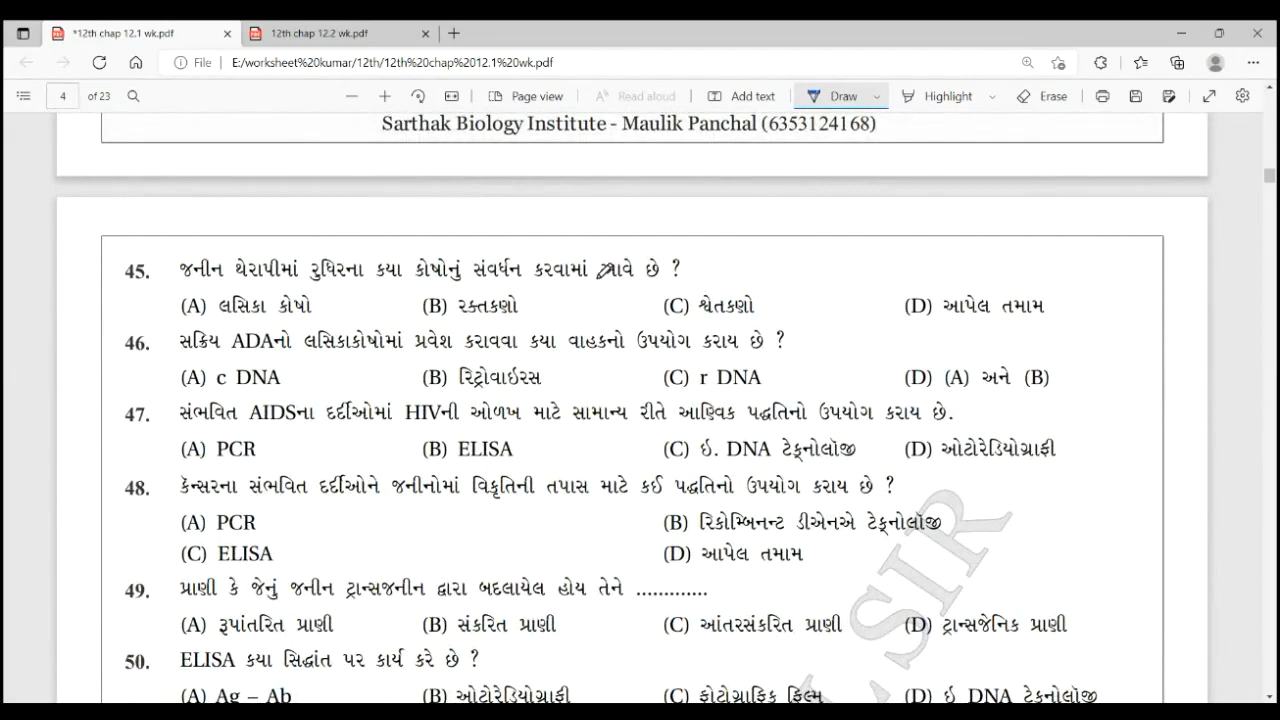 *12th chap 12.1 wk.pdf
12th chap 12.2 wk.pdf
File E:/worksheet%20kumar/12th/12th%20chap%2012.1%20wk.pdf
4 of 23 Page view Read aloud Add text Draw Highlight Erase
Sarthak Biology Institute - Maulik Panchal (6353124168)
45. જનીન થેરાપીમાં રુધિરના કયા કોષોનું સંવર્ધન કરવામાં આવે છે ?
(A) લસિકા કોષો (B) રક્તકણો (C) શ્વેતકણો (D) આપેલ તમામ
46. સક્રિય ADAનો લસિકાકોષોમાં પ્રવેશ કરાવવા કયા વાહકનો ઉપયોગ કરાય છે ?
(A) c DNA (B) રિટ્રોવાઇરસ (C) r DNA (D) (A) અને (B)
47. સંભવિત AIDSના દર્દીઓમાં HIVની ઓળખ માટે સામાન્ય રીતે આણ્વિક પદ્ધતિનો ઉપયોગ કરાય છે.
(A) PCR (B) ELISA (C) ઇ. DNA ટેક્નોલૉજી (D) ઓટોરેડિયોગ્રાફી
48. કૅન્સરના સંભવિત દર્દીઓને જનીનોમાં વિકૃતિની તપાસ માટે કઈ પદ્ધતિનો ઉપયોગ કરાય છે ?
(A) PCR (B) રિકોમ્બિનન્ટ ડીએનએ ટેક્નોલૉજી
(C) ELISA (D) આપેલ તમામ
49. પ્રાણી કે જેનું જનીન ટ્રાન્સજનીન દ્વારા બદલાયેલ હોય તેને .............
(A) રૂપાંતરિત પ્રાણી (B) સંકરિત પ્રાણી (C) આંતરસંકરિત પ્રાણી (D) ટ્રાન્સજેનિક પ્રાણી
50. ELISA કયા સિદ્ધાંત પર કાર્ય કરે છે ?
(A) Ag – Ab (B) ઓટોરેડિયોગ્રાફી (C) ફોટોગ્રાફિક ફિલ્મ (D) ઇ DNA ટેકનોલૉજી
SIR